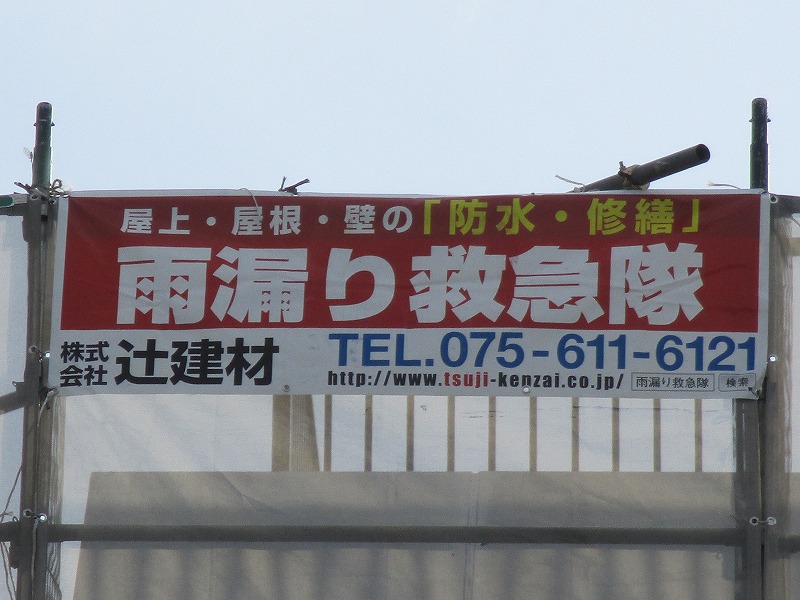 屋上・屋根・壁の「防水・修繕」
雨漏り救急隊
株式会社 辻建材
TEL.075-611-6121
http://www.tsuji-kenzai.co.jp/ 雨漏り救急隊 検索